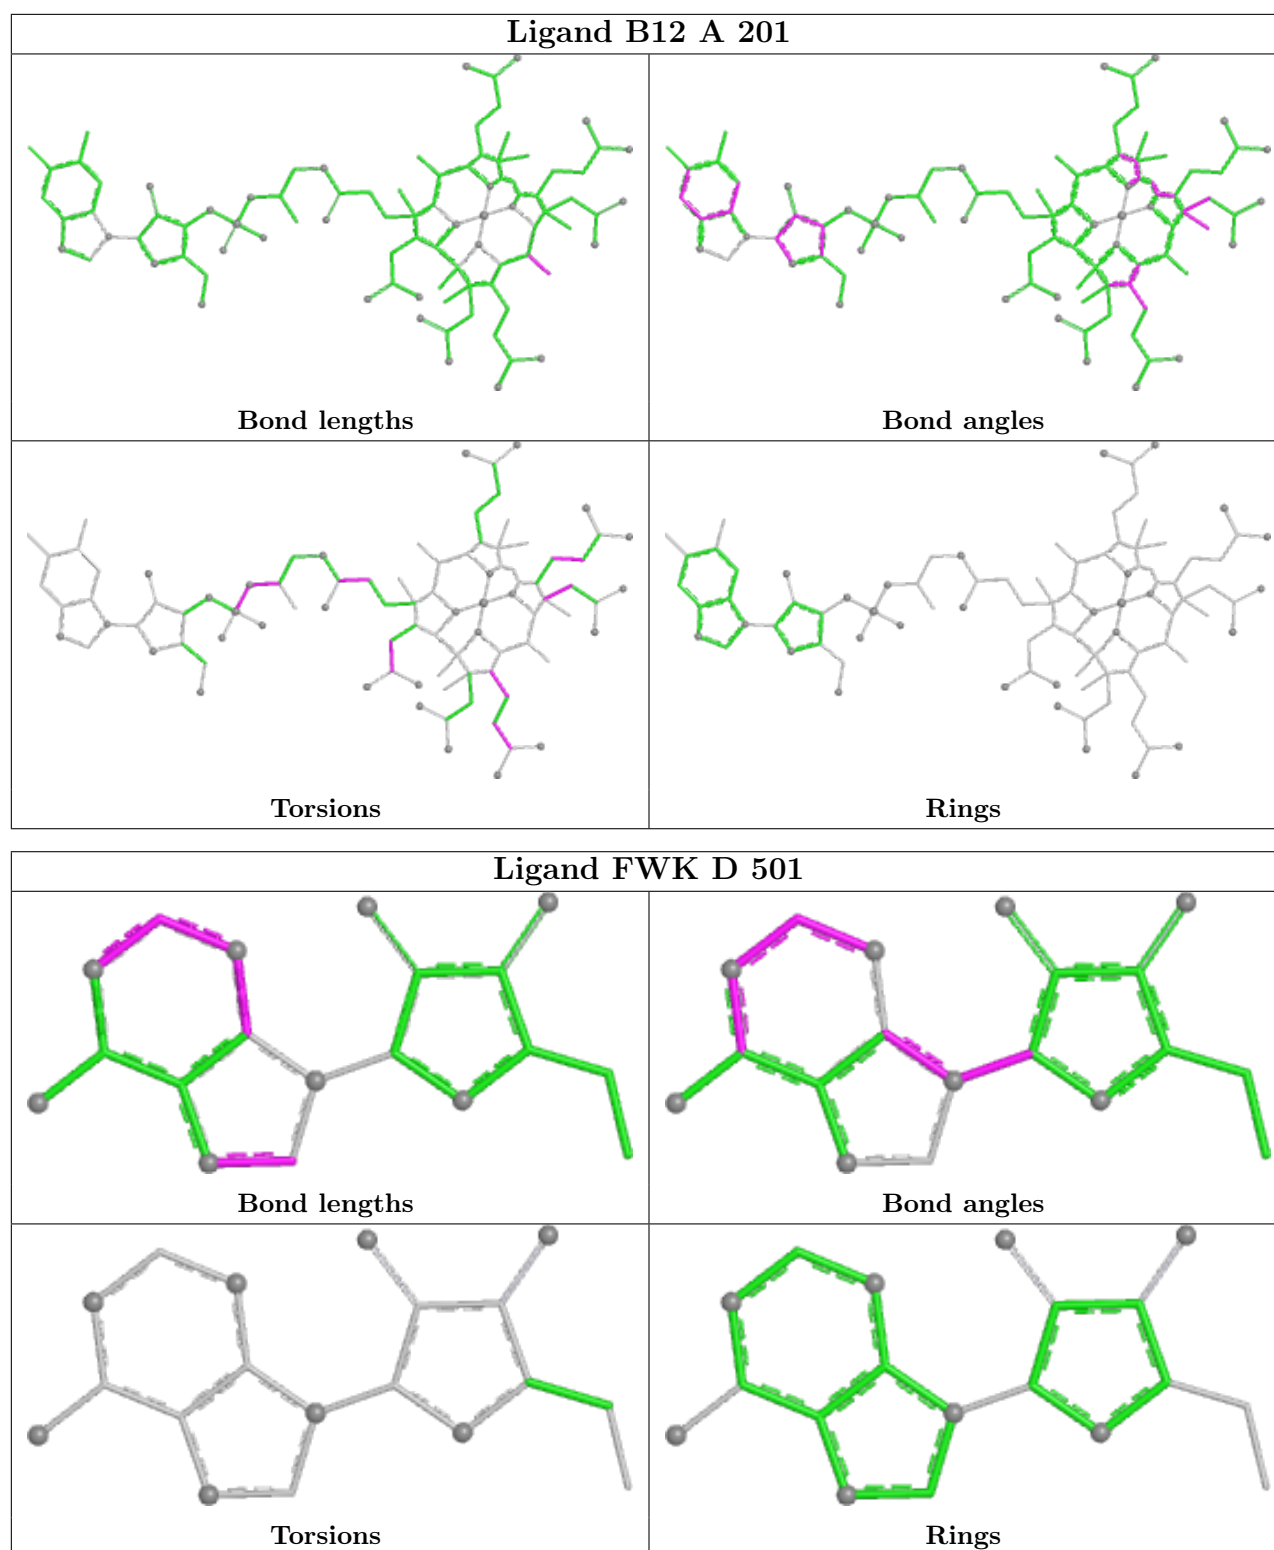 Ligand B12 A 201
Bond lengths
Bond angles
Torsions
Rings
Ligand FWK D 501
Bond lengths
Bond angles
Torsions
Rings